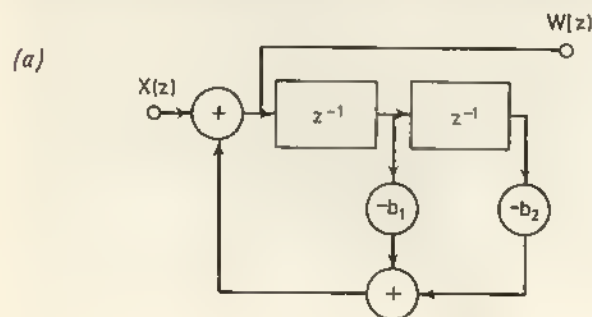 W[z]
(a)
X(z)
+
z⁻¹
z⁻¹
-b₁
-b₂
+